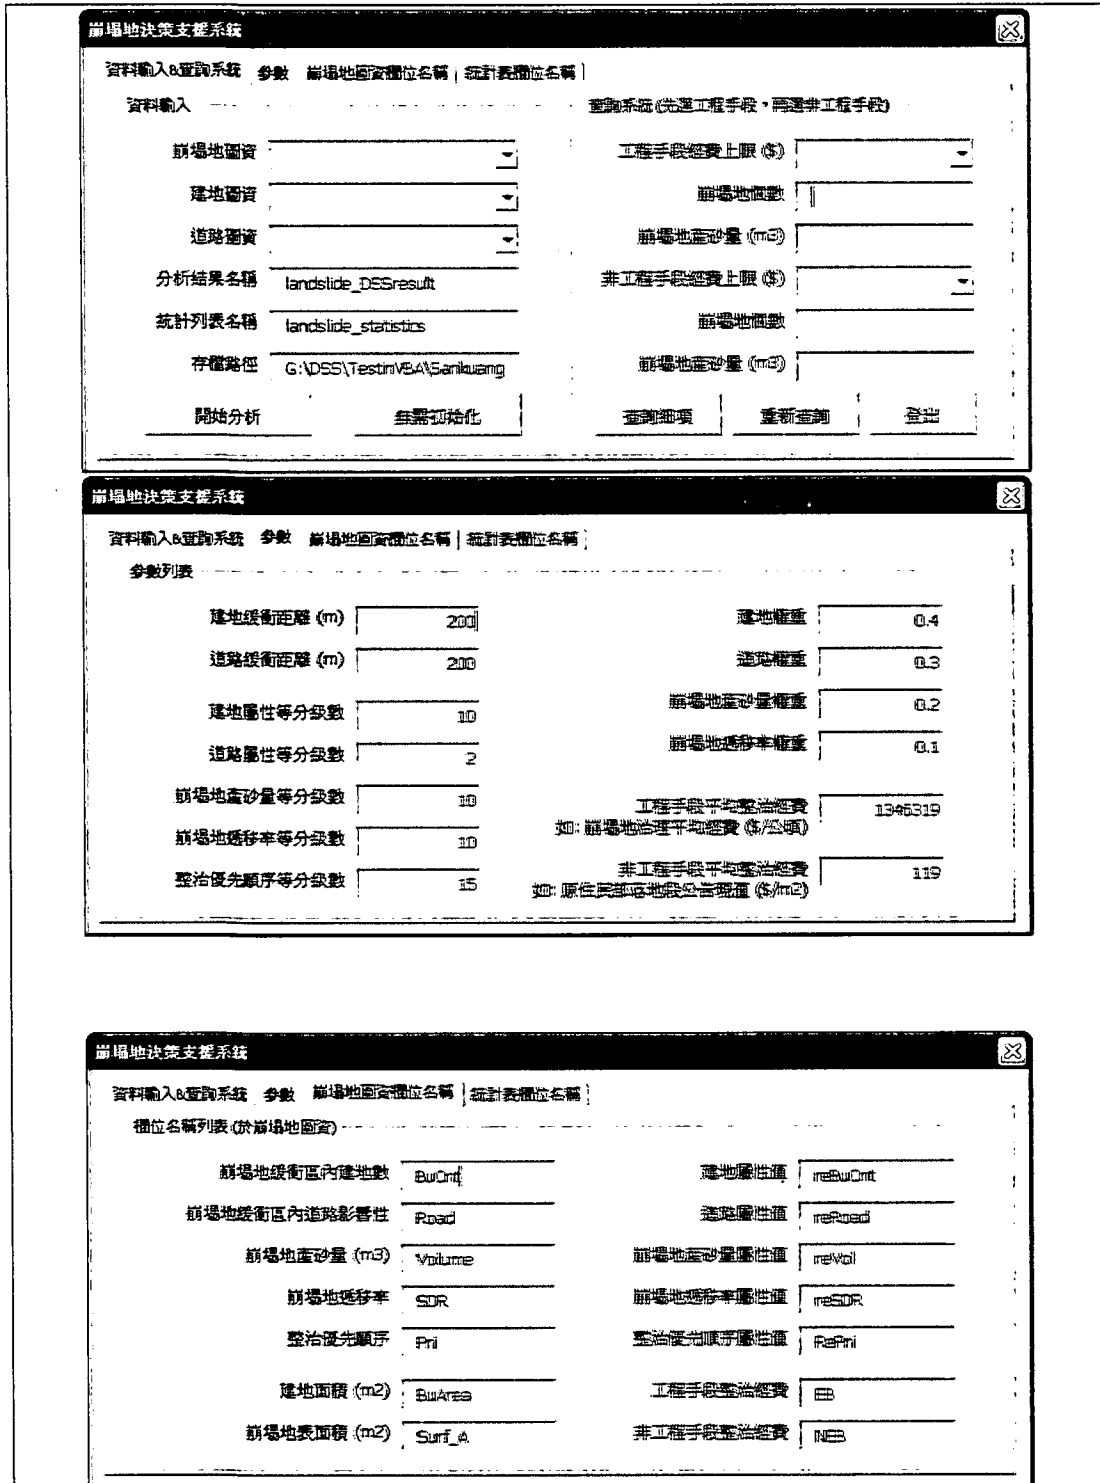 崩塌地決策支援系統
資料輸入&查詢系統 參數 崩塌地圖資欄位名稱 統計表欄位名稱
資料輸入 查詢系統 (先選工程手段，再選非工程手段)
崩塌地圖資 工程手段經費上限 ($)
建地圖資 崩塌地個數
道路圖資 崩塌地產砂量 (m3)
分析結果名稱 landslide_DSSresult 非工程手段經費上限 ($)
統計列表名稱 landslide_statistics 崩塌地個數
存檔路徑 G:\DSS\TestinVBA\Sankuang 崩塌地產砂量 (m3)
開始分析 無需初始化 查詢細項 重新查詢 登出
崩塌地決策支援系統
資料輸入&查詢系統 參數 崩塌地圖資欄位名稱 統計表欄位名稱
參數列表
建地緩衝距離 (m) 200 建地權重 0.4
道路緩衝距離 (m) 200 道路權重 0.3
建地屬性等分級數 10 崩塌地產砂量權重 0.2
道路屬性等分級數 2 崩塌地遞移率權重 0.1
崩塌地產砂量等分級數 10 工程手段平均整治經費 1346319
如: 崩塌地治理平均經費 ($/公頃)
崩塌地遞移率等分級數 10
整治優先順序等分級數 15 非工程手段平均整治經費 119
如: 原住民部落地段公告現值 ($/m2)
崩塌地決策支援系統
資料輸入&查詢系統 參數 崩塌地圖資欄位名稱 統計表欄位名稱
欄位名稱列表 (於崩塌地圖資)
崩塌地緩衝區內建地數 BuCnt 建地屬性值 reBuCnt
崩塌地緩衝區內道路影響性 Road 道路屬性值 reRoad
崩塌地產砂量 (m3) Volume 崩塌地產砂量屬性值 reVol
崩塌地遞移率 SDR 崩塌地遞移率屬性值 reSDR
整治優先順序 Pri 整治優先順序屬性值 RePri
建地面積 (m2) BuArea 工程手段整治經費 EB
崩塌地表面積 (m2) Surf_A 非工程手段整治經費 NEB